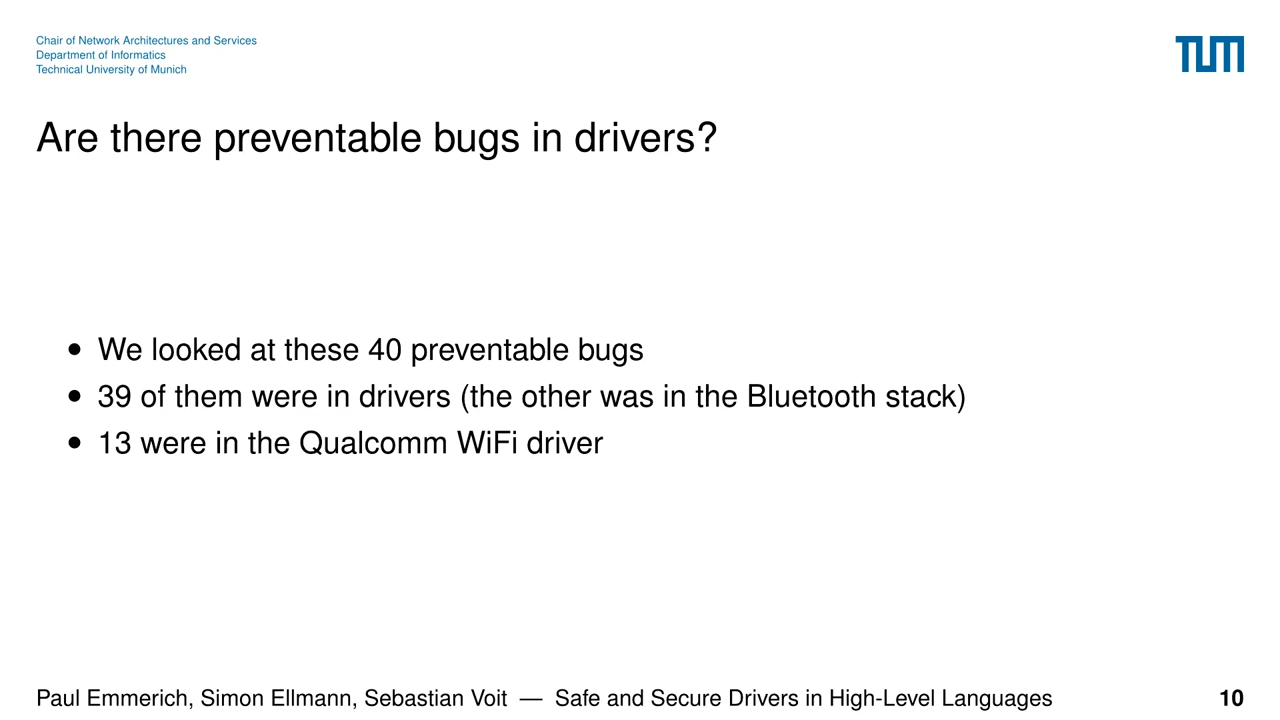 Chair of Network Architectures and Services
Department of Informatics
Technical University of Munich
TUM
Are there preventable bugs in drivers?
• We looked at these 40 preventable bugs
• 39 of them were in drivers (the other was in the Bluetooth stack)
• 13 were in the Qualcomm WiFi driver
Paul Emmerich, Simon Ellmann, Sebastian Voit — Safe and Secure Drivers in High-Level Languages 10